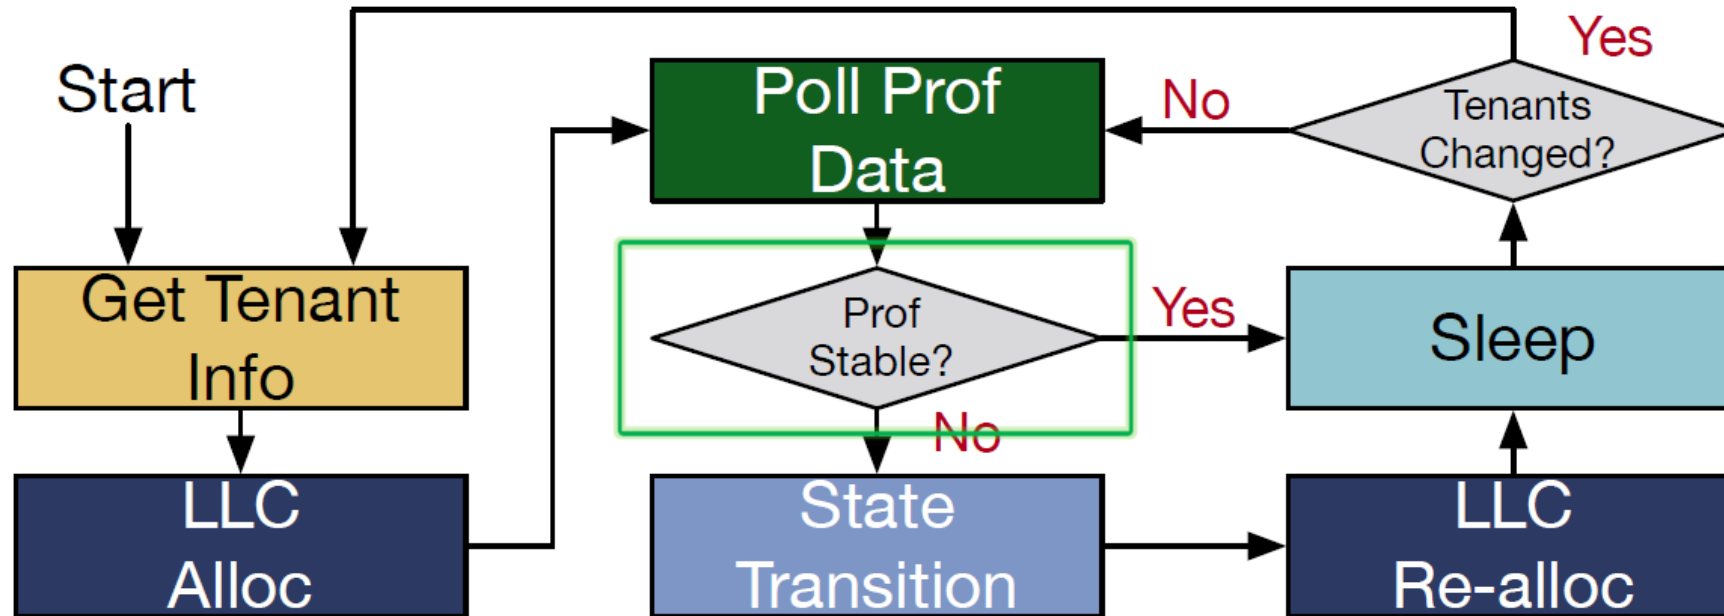 Start
Get Tenant
Info
LLC
Alloc
Poll Prof
Data
Prof
Stable?
Yes
No
State
Transition
LLC
Re-alloc
Sleep
Tenants
Changed?
No
Yes